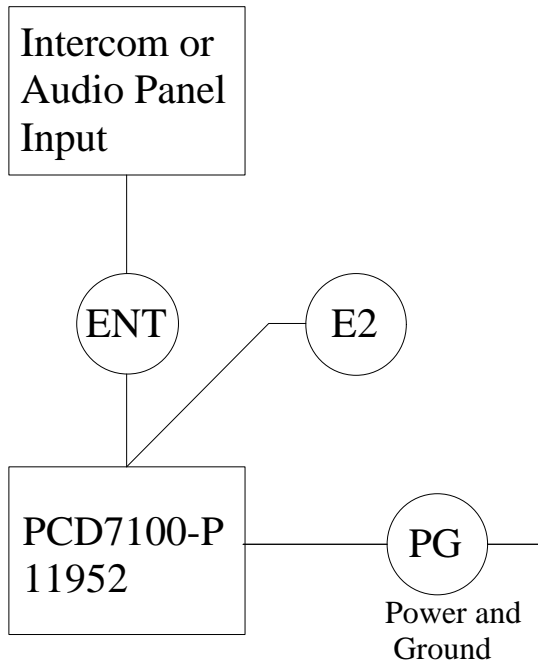 Intercom or
Audio Panel
Input
ENT
E2
PCD7100-P
11952
PG
Power and
Ground